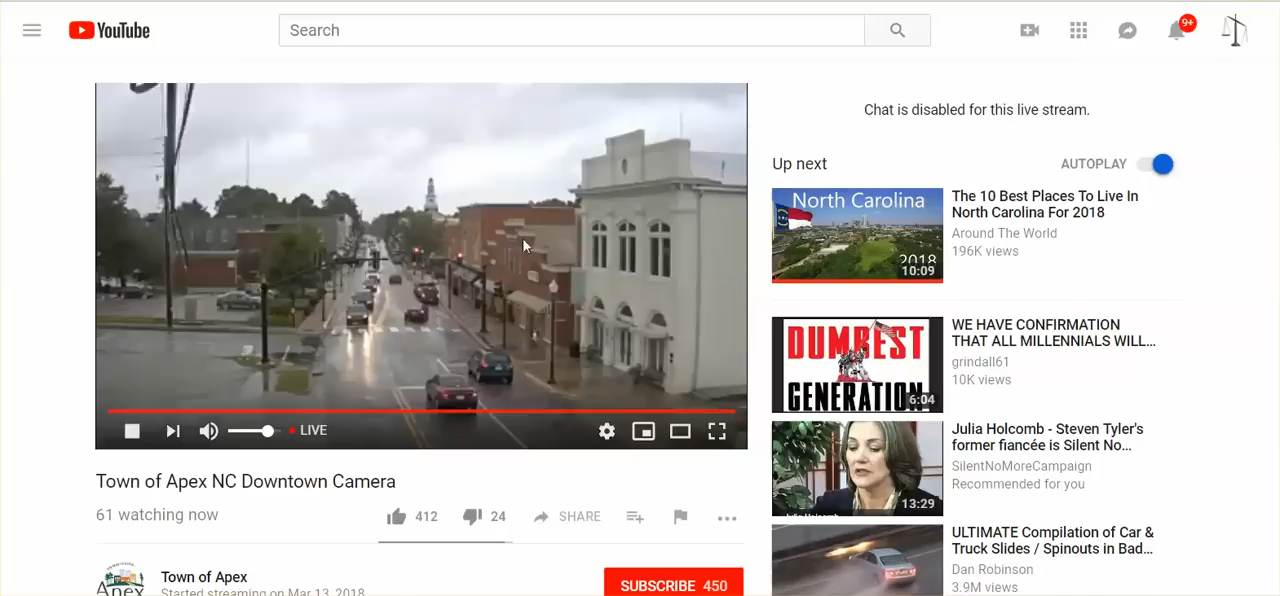 YouTube
Search
9+
LIVE
Town of Apex NC Downtown Camera
61 watching now
412
24
SHARE
Apex
Town of Apex
Started streaming on Mar 13, 2018
SUBSCRIBE 450
Chat is disabled for this live stream.
Up next
AUTOPLAY
North Carolina
2018
10:09
The 10 Best Places To Live In
North Carolina For 2018
Around The World
196K views
DUMBEST
GENERATION
6:04
WE HAVE CONFIRMATION
THAT ALL MILLENNIALS WILL...
grindall61
10K views
Julia Holcomb
13:29
Julia Holcomb - Steven Tyler's
former fiancée is Silent No...
SilentNoMoreCampaign
Recommended for you
ULTIMATE Compilation of Car &
Truck Slides / Spinouts in Bad...
Dan Robinson
3.9M views